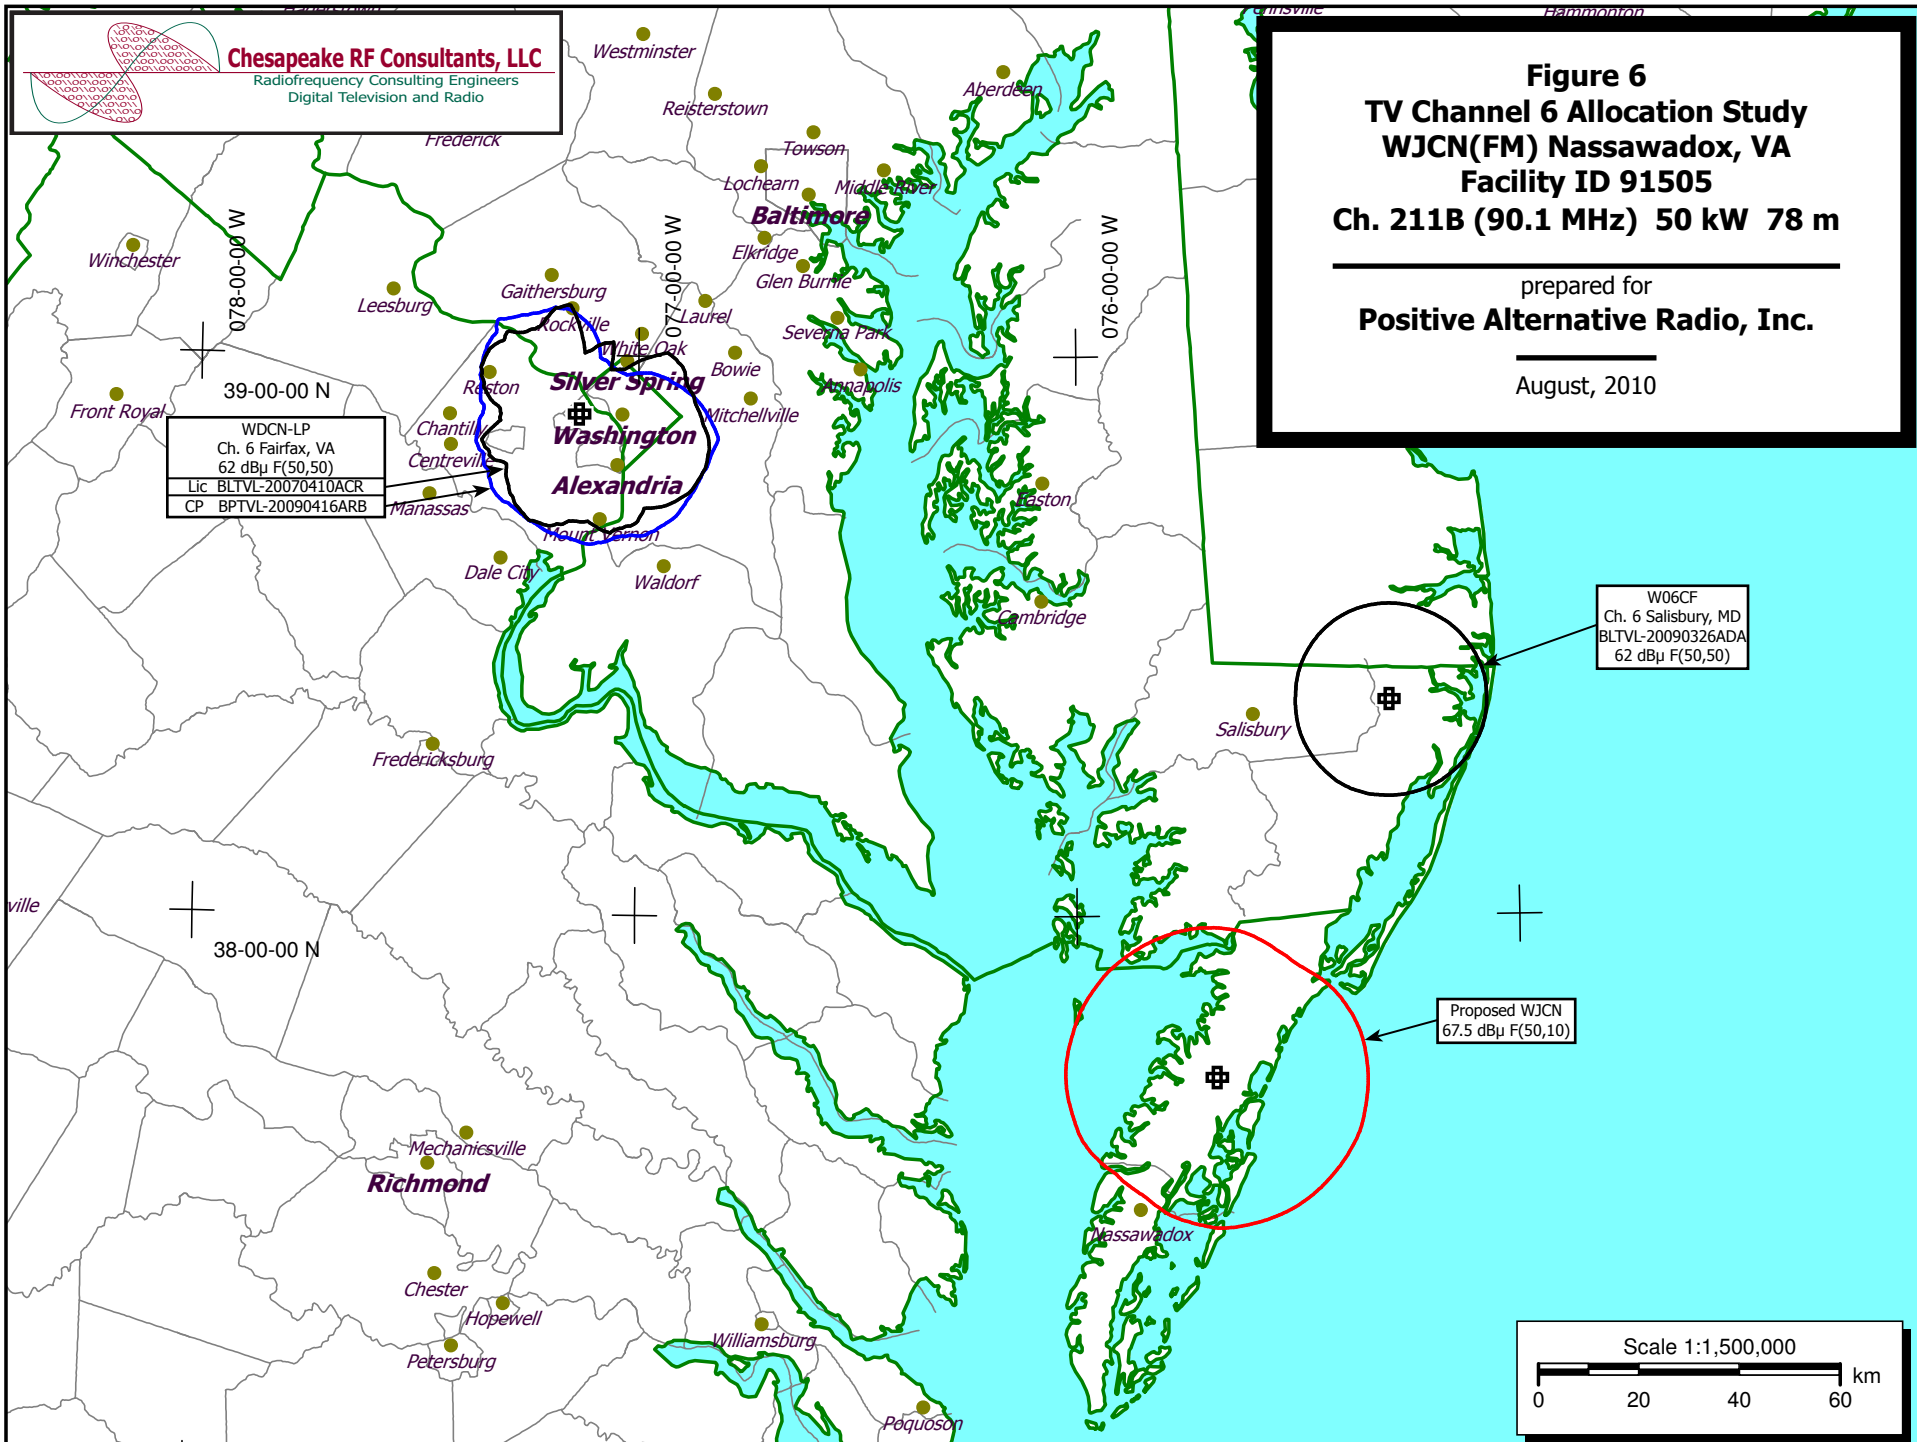 Chesapeake RF Consultants, LLC
Radiofrequency Consulting Engineers
Digital Television and Radio
Figure 6
TV Channel 6 Allocation Study
WJCN(FM) Nassawadox, VA
Facility ID 91505
Ch. 211B (90.1 MHz)  50 kW  78 m
prepared for
Positive Alternative Radio, Inc.
August, 2010
Hammonton
Westminster
Reisterstown
Aberdeen
Frederick
Towson
Lochearn
Middle River
Baltimore
Elkridge
Glen Burnie
Winchester
078-00-00 W
077-00-00 W
076-00-00 W
Leesburg
Gaithersburg
Rockville
Laurel
Severna Park
White Oak
Bowie
Annapolis
Reston
Silver Spring
Mitchellville
39-00-00 N
Front Royal
WDCN-LP
Ch. 6 Fairfax, VA
62 dBµ F(50,50)
Lic  BLTVL-20070410ACR
CP   BPTVL-20090416ARB
Chantilly
Washington
Centreville
Alexandria
Manassas
Easton
Mount Vernon
Dale City
Waldorf
Cambridge
W06CF
Ch. 6 Salisbury, MD
BLTVL-20090326ADA
62 dBµ F(50,50)
Salisbury
Fredericksburg
ville
38-00-00 N
Proposed WJCN
67.5 dBµ F(50,10)
Mechanicsville
Richmond
Nassawadox
Chester
Hopewell
Williamsburg
Petersburg
Poquoson
Scale 1:1,500,000
km
0 20 40 60